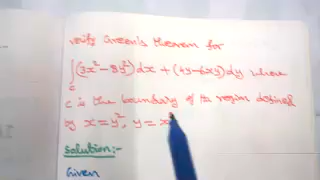 verify Green's theorem for
∫c (3x²-8y²)dx + (4y-6xy)dy where
c is the boundary of the region defined
by x=y², y=x
Solution:-
Given